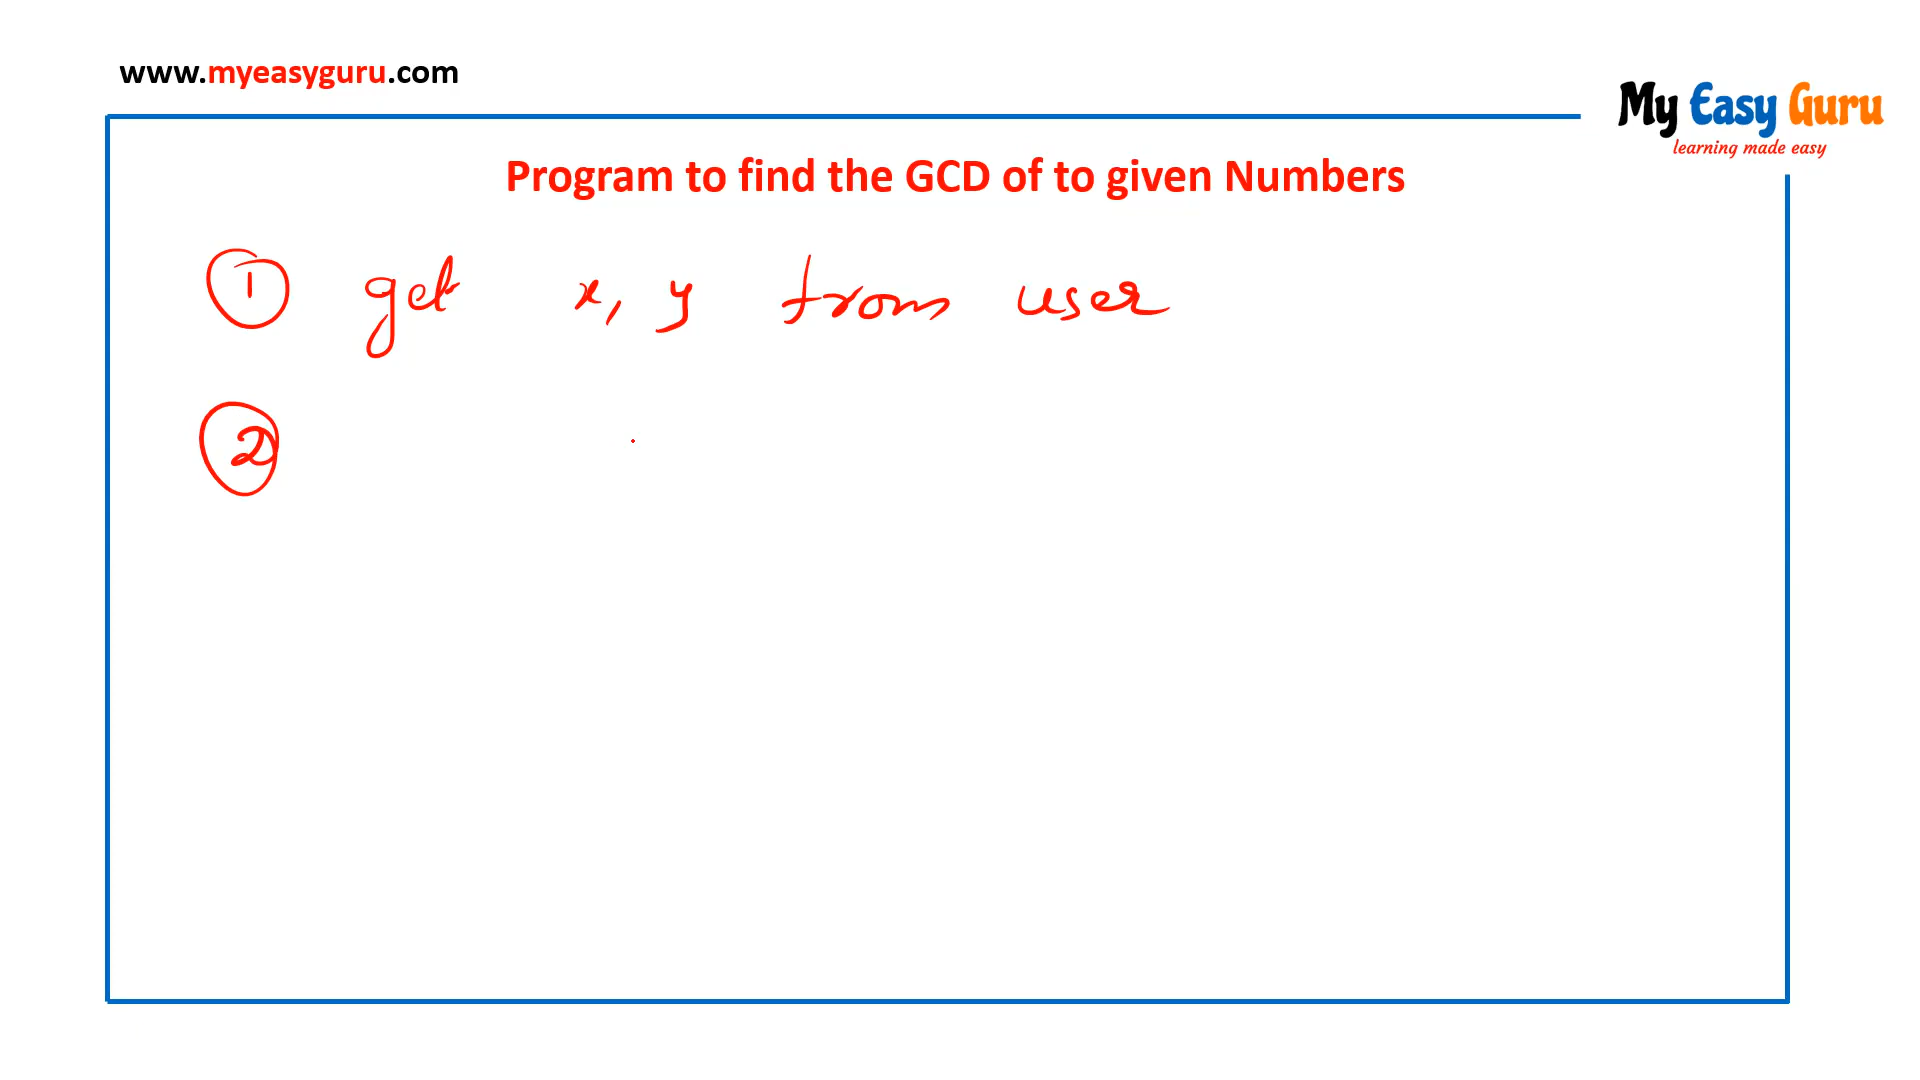 www.myeasyguru.com
My Easy Guru
learning made easy
Program to find the GCD of to given Numbers
1 get x, y from user
2